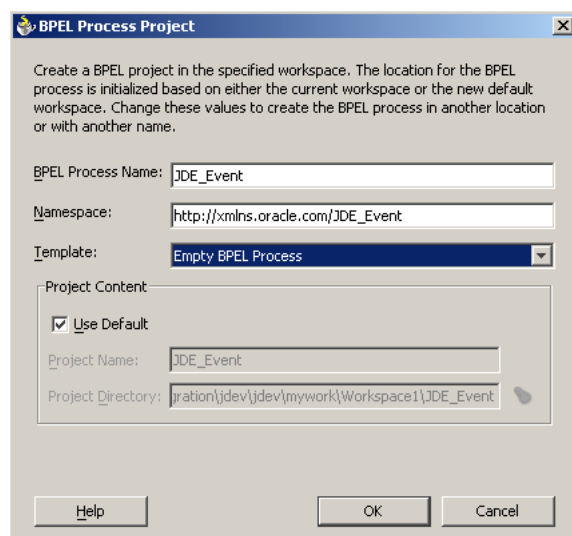 BPEL Process Project
Create a BPEL project in the specified workspace. The location for the BPEL
process is initialized based on either the current workspace or the new default
workspace. Change these values to create the BPEL process in another location
or with another name.
BPEL Process Name: JDE_Event
Namespace: http://xmlns.oracle.com/JDE_Event
Template: Empty BPEL Process
Project Content
Use Default
Project Name: JDE_Event
Project Directory: gration\jdev\jdev\mywork\Workspace1\JDE_Event
Help OK Cancel